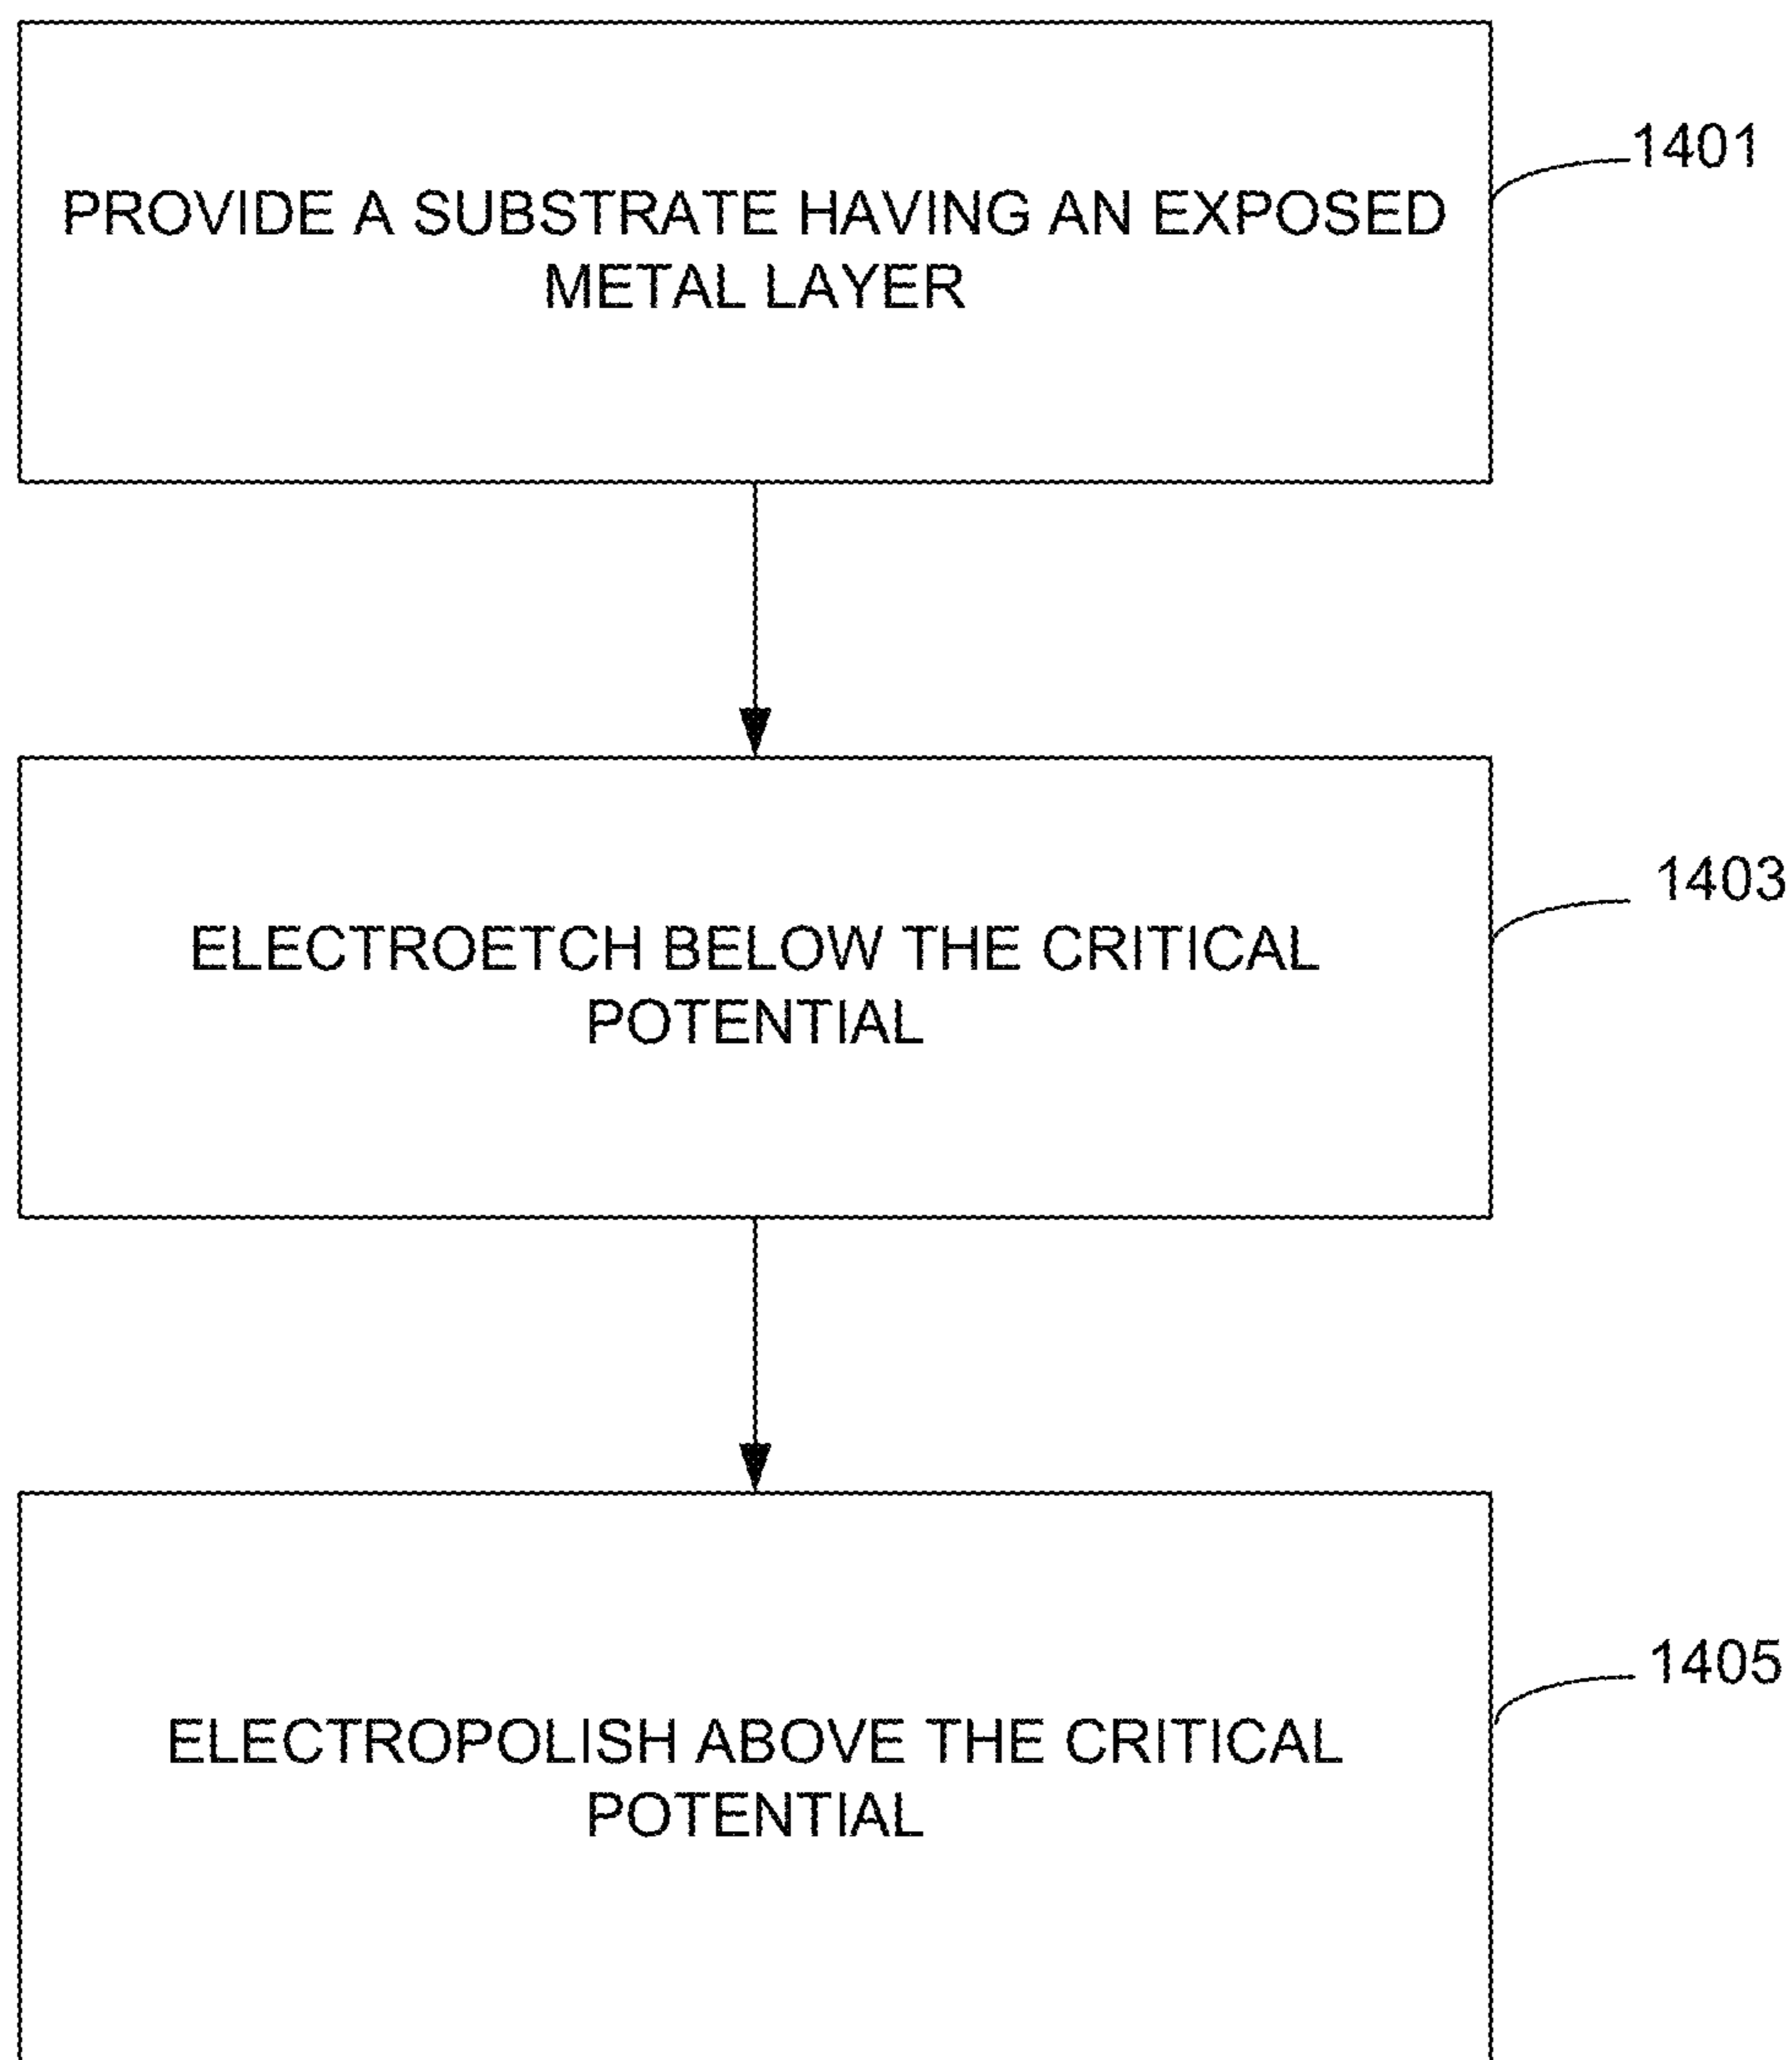 1401
PROVIDE A SUBSTRATE HAVING AN EXPOSED
METAL LAYER
1403
ELECTROETCH BELOW THE CRITICAL
POTENTIAL
1405
ELECTROPOLISH ABOVE THE CRITICAL
POTENTIAL